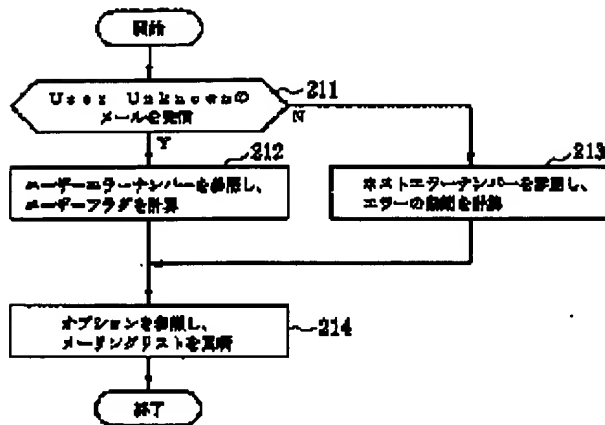 開始
User Unknownの
メールを受信
211
N
Y
212
ユーザーエラーナンバーを参照し、
ユーザーフラグを計算
213
ホストエラーナンバーを参照し、
エラーの を計算
オプションを参照し、
メーリングリストを更新
214
終了